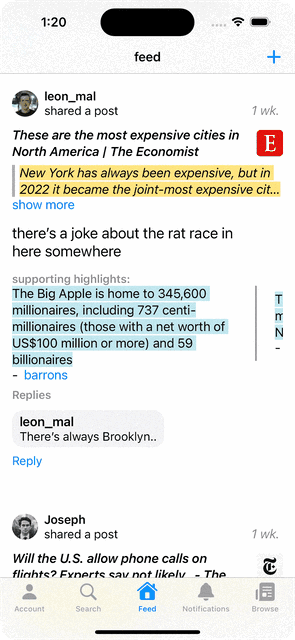 1:20
feed
+
leon_mal
shared a post
1 wk.
These are the most expensive cities in
North America | The Economist
E
New York has always been expensive, but in
2022 it became the joint-most expensive cit...
show more
there's a joke about the rat race in
here somewhere
supporting highlights:
The Big Apple is home to 345,600
millionaires, including 737 centi-
millionaires (those with a net worth of
US$100 million or more) and 59
billionaires
- barrons
T
N
-
Replies
leon_mal
There's always Brooklyn..
Reply
Joseph
shared a post
1 wk.
Will the U.S. allow phone calls on
flights? Experts say not likely. - The
Account
Search
Feed
Notifications
Browse